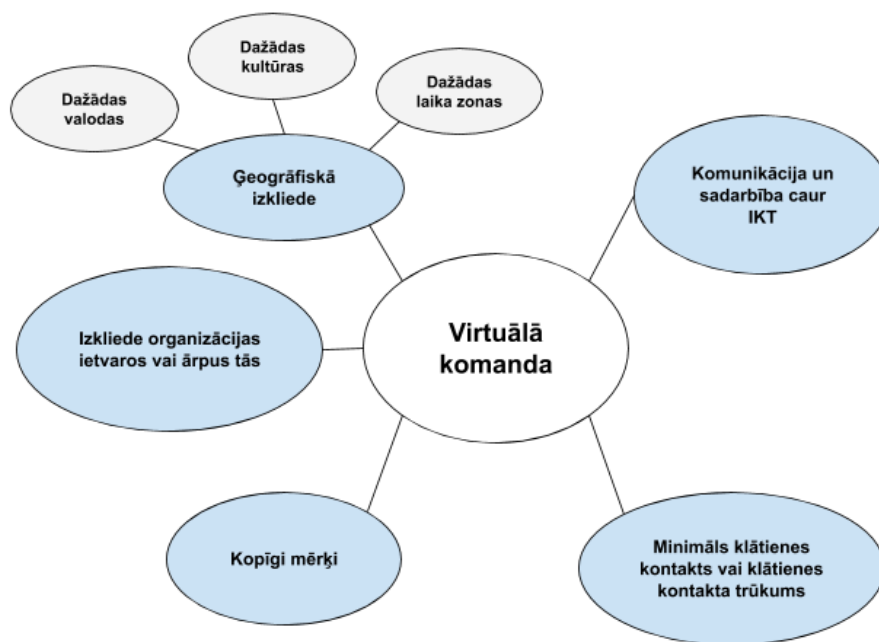 Dažādas
kultūras
Dažādas
valodas
Dažādas
laika zonas
Ģeogrāfiskā
izkliede
Komunikācija un
sadarbība caur
IKT
Izkliede organizācijas
ietvaros vai ārpus tās
Virtuālā
komanda
Kopīgi mērķi
Minimāls klātienes
kontakts vai klātienes
kontakta trūkums